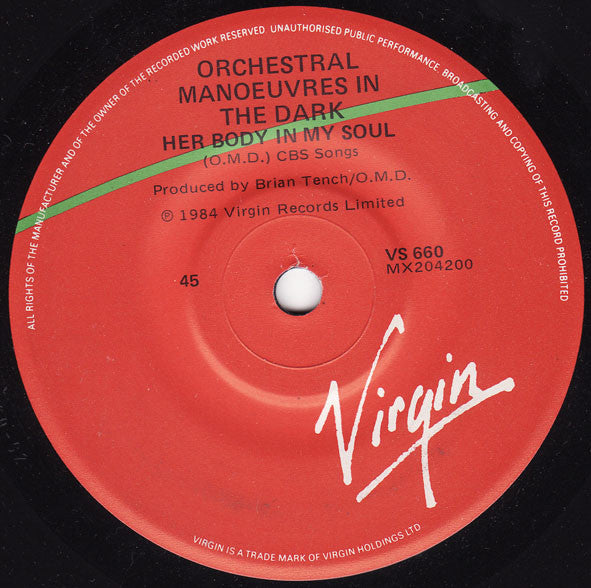 ALL RIGHTS OF THE MANUFACTURER AND OF THE OWNER OF THE RECORDED WORK RESERVED. UNAUTHORISED PUBLIC PERFORMANCE, BROADCASTING AND COPYING OF THIS RECORD PROHIBITED
ORCHESTRAL
MANOEUVRES IN
THE DARK
HER BODY IN MY SOUL
(O.M.D.) CBS Songs
Produced by Brian Tench/O.M.D.
℗ 1984 Virgin Records Limited
45
VS 660
MX204200
Virgin
VIRGIN IS A TRADE MARK OF VIRGIN HOLDINGS LTD